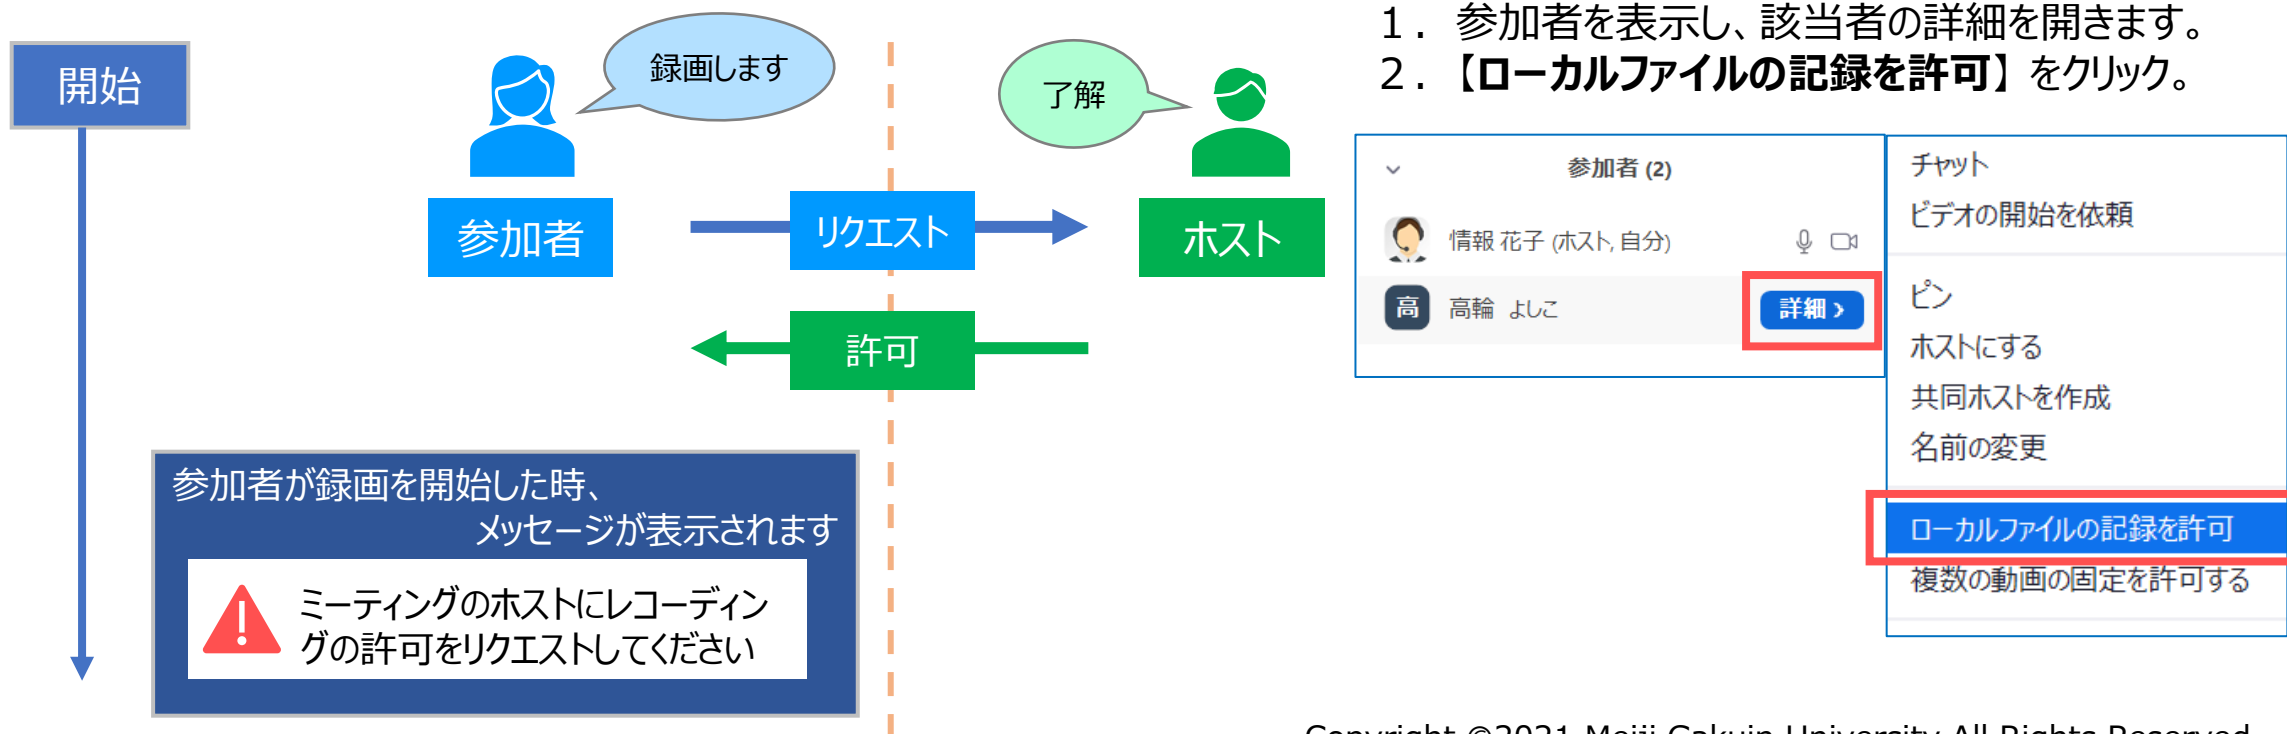 開始
録画します
了解
参加者
リクエスト
ホスト
許可
参加者が録画を開始した時、
メッセージが表示されます
ミーティングのホストにレコーディン
グの許可をリクエストしてください
１．参加者を表示し、該当者の詳細を開きます。
２．【ローカルファイルの記録を許可】をクリック。
参加者 (2)
情報 花子 (ホスト, 自分)
高 高輪 よしこ
詳細 >
チャット
ビデオの開始を依頼
ピン
ホストにする
共同ホストを作成
名前の変更
ローカルファイルの記録を許可
複数の動画の固定を許可する
Copyright ©2021 Meiji Gakuin University All Rights Reserved